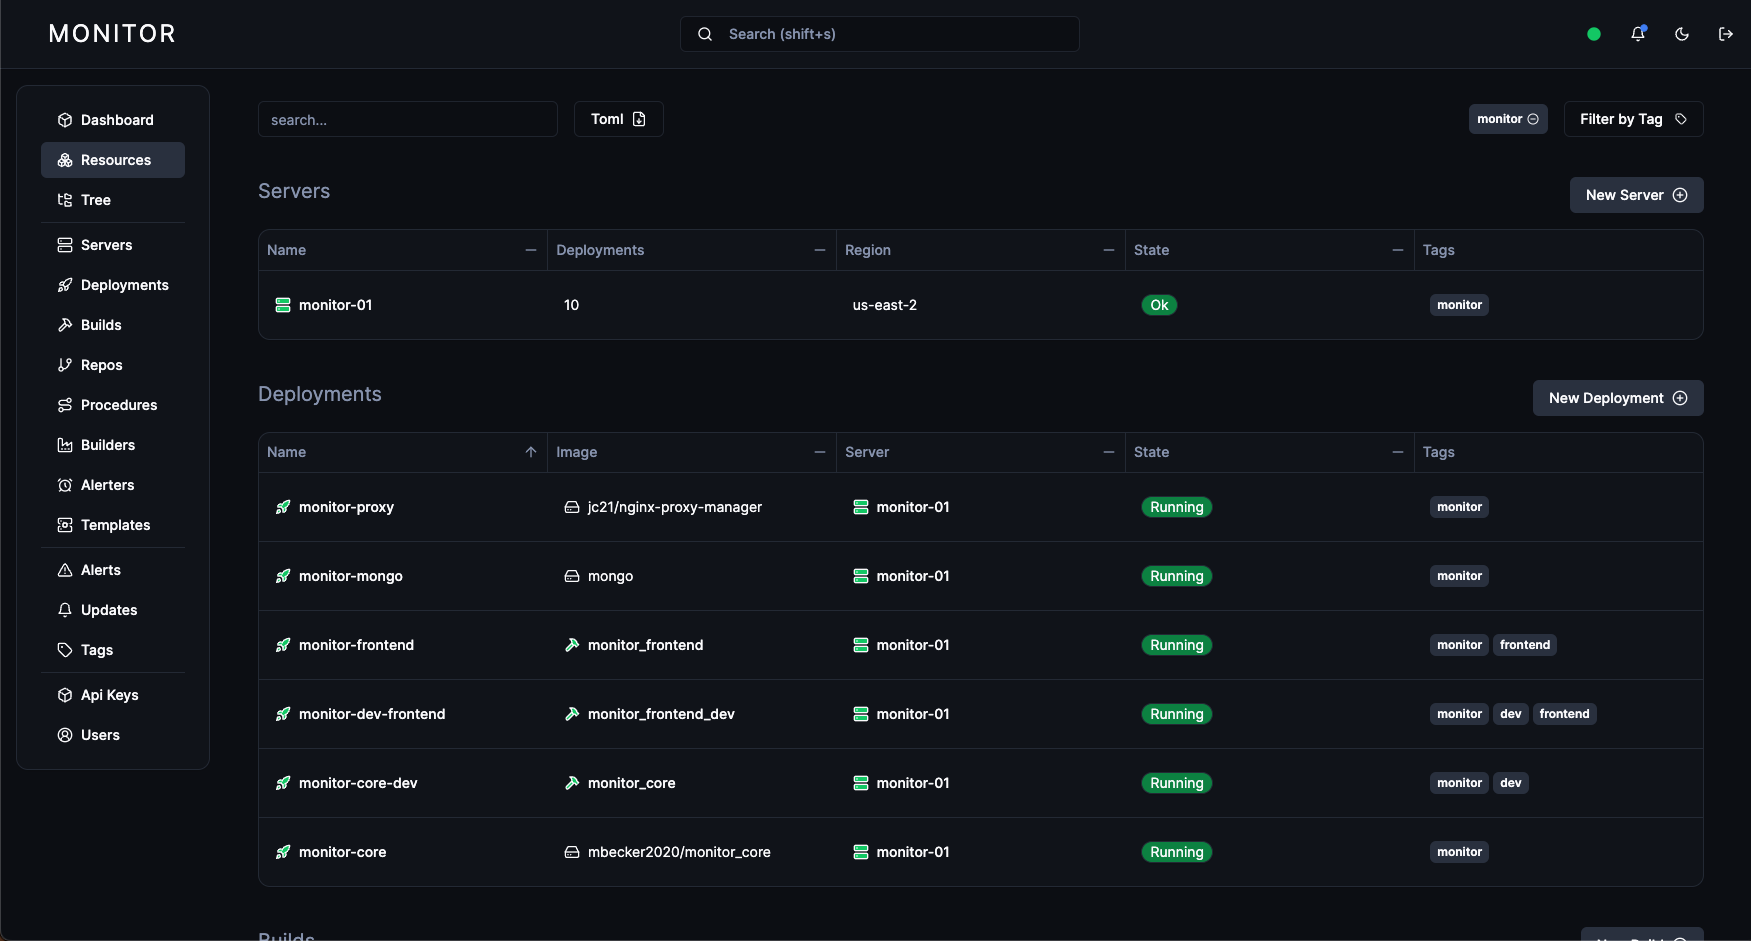 MONITOR
Search (shift+s)
Dashboard
Resources
Tree
Servers
Deployments
Builds
Repos
Procedures
Builders
Alerters
Templates
Alerts
Updates
Tags
Api Keys
Users
search...
Toml
monitor
Filter by Tag
Servers
New Server
Name Deployments Region State Tags
monitor-01 10 us-east-2 Ok monitor
Deployments
New Deployment
Name Image Server State Tags
monitor-proxy jc21/nginx-proxy-manager monitor-01 Running monitor
monitor-mongo mongo monitor-01 Running monitor
monitor-frontend monitor_frontend monitor-01 Running monitor frontend
monitor-dev-frontend monitor_frontend_dev monitor-01 Running monitor dev frontend
monitor-core-dev monitor_core monitor-01 Running monitor dev
monitor-core mbecker2020/monitor_core monitor-01 Running monitor
Builds
New Build